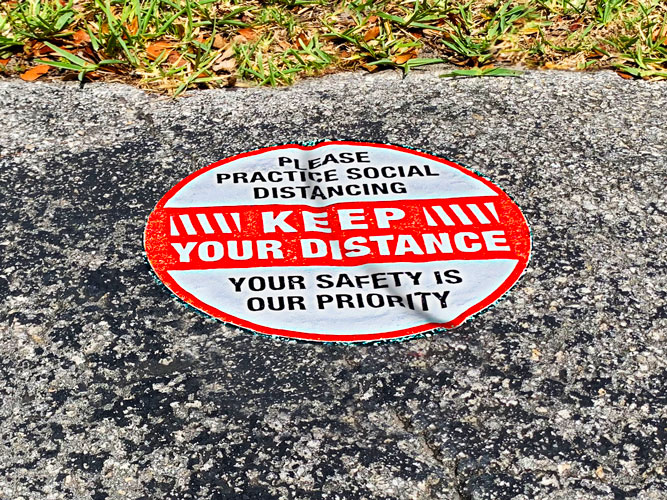 PLEASE
PRACTICE SOCIAL
DISTANCING
KEEP
YOUR DISTANCE
YOUR SAFETY IS
OUR PRIORITY